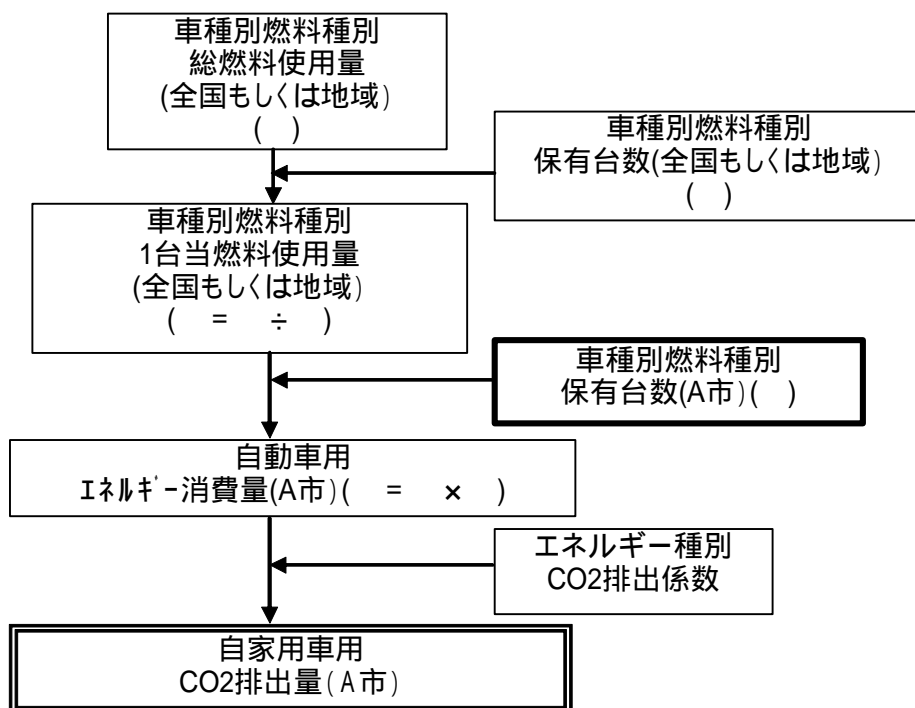 車種別燃料種別
総燃料使用量
(全国もしくは地域)
(　)
車種別燃料種別
保有台数(全国もしくは地域)
(　)
車種別燃料種別
1台当燃料使用量
(全国もしくは地域)
(　=　÷　)
車種別燃料種別
保有台数(A市)(　)
自動車用
ｴﾈﾙｷﾞｰ消費量(A市)(　=　×　)
エネルギー種別
CO2排出係数
自家用車用
CO2排出量(A市)